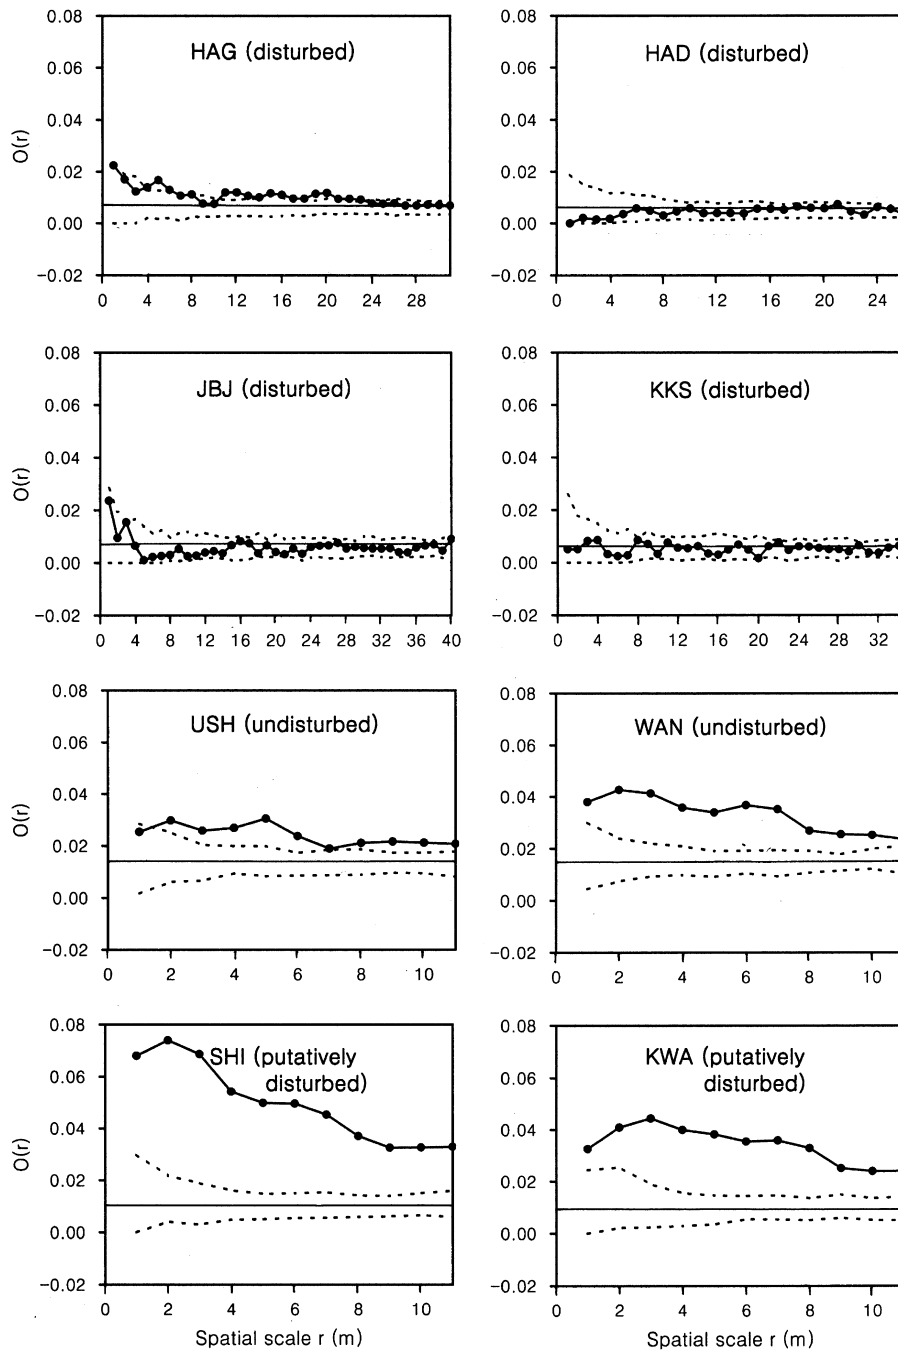 HAG (disturbed)
O(r)
0.08
0.06
0.04
0.02
0.00
−0.02
0 4 8 12 16 20 24 28
HAD (disturbed)
0.08
0.06
0.04
0.02
0.00
−0.02
0 4 8 12 16 20 24
JBJ (disturbed)
O(r)
0.08
0.06
0.04
0.02
0.00
−0.02
0 4 8 12 16 20 24 28 32 36 40
KKS (disturbed)
0.08
0.06
0.04
0.02
0.00
−0.02
0 4 8 12 16 20 24 28 32
USH (undisturbed)
O(r)
0.08
0.06
0.04
0.02
0.00
−0.02
0 2 4 6 8 10
WAN (undisturbed)
0.08
0.06
0.04
0.02
0.00
−0.02
0 2 4 6 8 10
SHI (putatively
disturbed)
O(r)
0.08
0.06
0.04
0.02
0.00
−0.02
0 2 4 6 8 10
Spatial scale r (m)
KWA (putatively
disturbed)
0.08
0.06
0.04
0.02
0.00
−0.02
0 2 4 6 8 10
Spatial scale r (m)